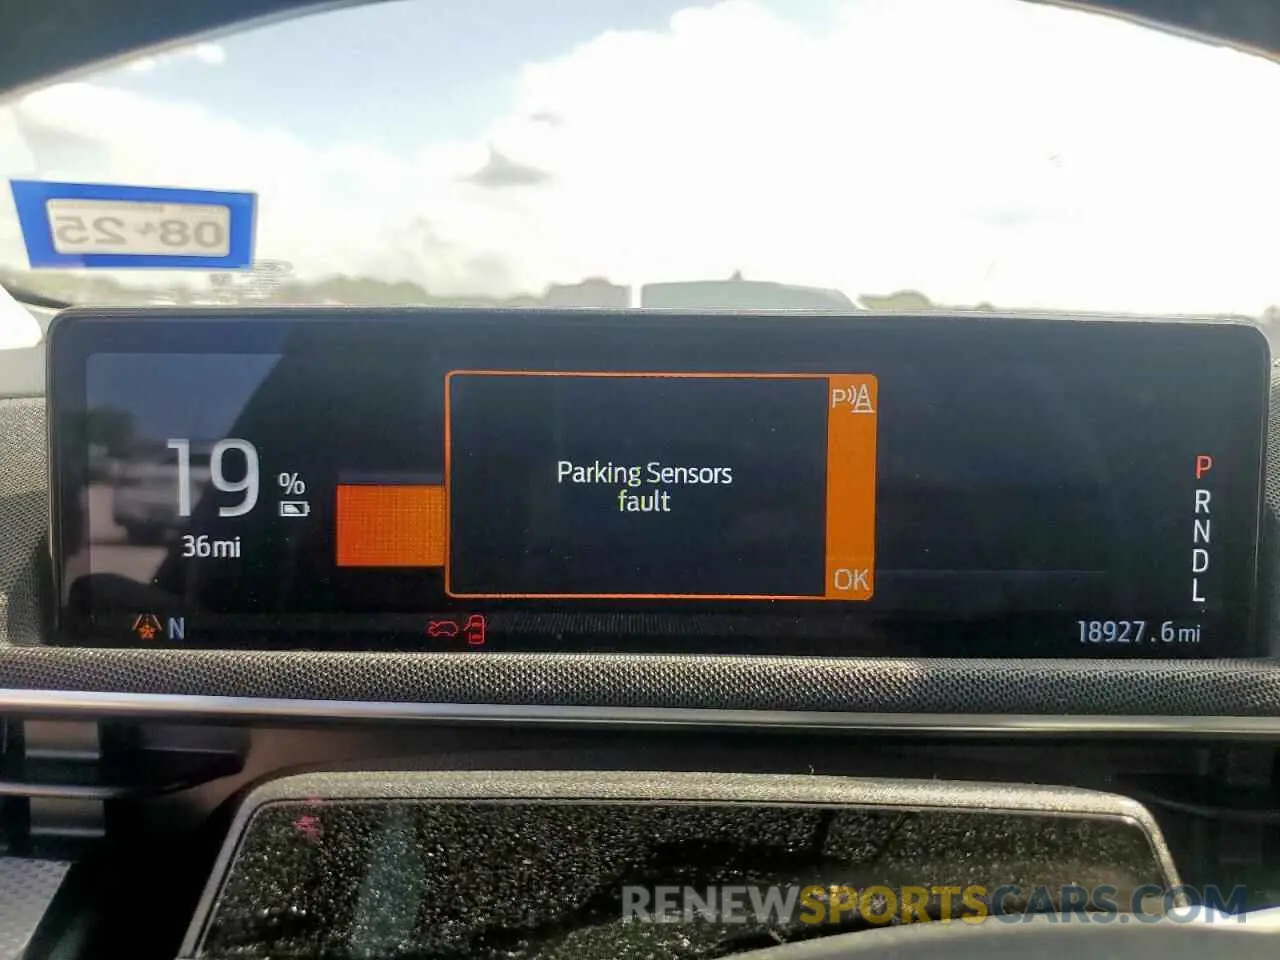 08 25
19 %
36mi
Parking Sensors
fault
P
OK
P
R
N
D
L
N
18927.6mi
RENEWSPORTSCARS.COM